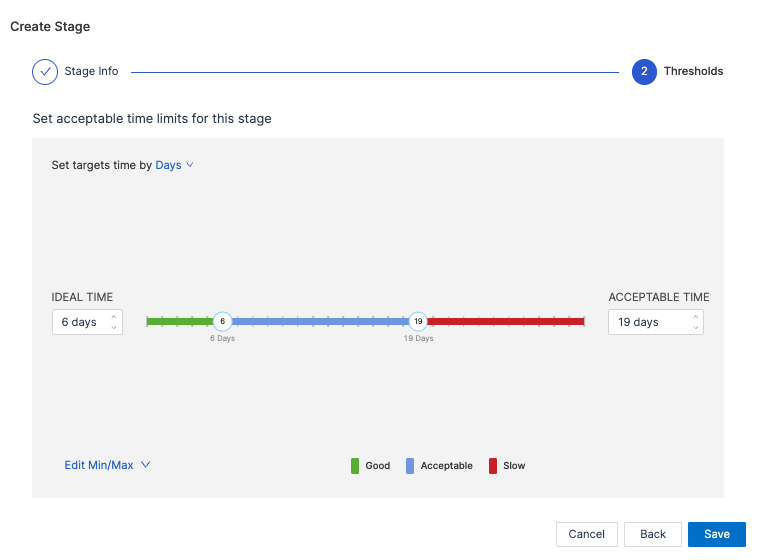 Create Stage
Stage Info
2 Thresholds
Set acceptable time limits for this stage
Set targets time by Days
IDEAL TIME
ACCEPTABLE TIME
6 days
6
19
19 days
6 Days
19 Days
Edit Min/Max
Good
Acceptable
Slow
Cancel
Back
Save